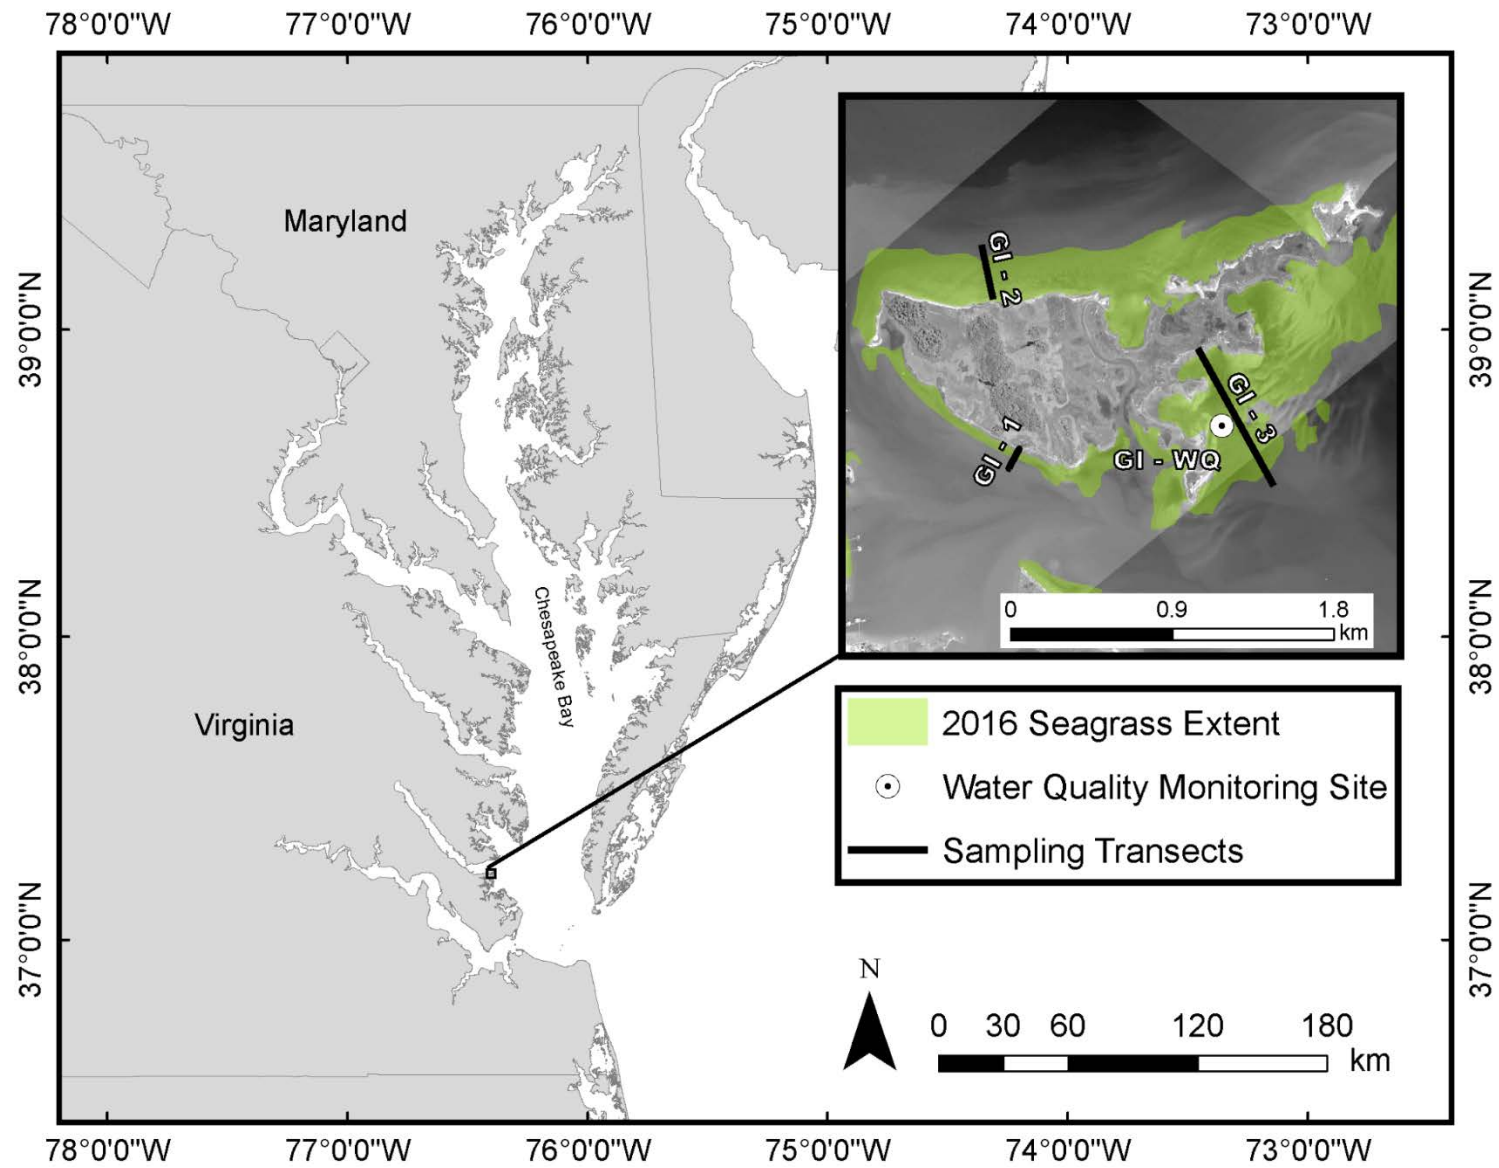 78°0'0"W 77°0'0"W 76°0'0"W 75°0'0"W 74°0'0"W 73°0'0"W
39°0'0"N
38°0'0"N
37°0'0"N
Maryland
Virginia
Chesapeake Bay
GI - 2
GI - 3
GI - 1
GI - WQ
0 0.9 1.8
km
2016 Seagrass Extent
Water Quality Monitoring Site
Sampling Transects
N
0 30 60 120 180
km
39°0'0"N
38°0'0"N
37°0'0"N
78°0'0"W 77°0'0"W 76°0'0"W 75°0'0"W 74°0'0"W 73°0'0"W